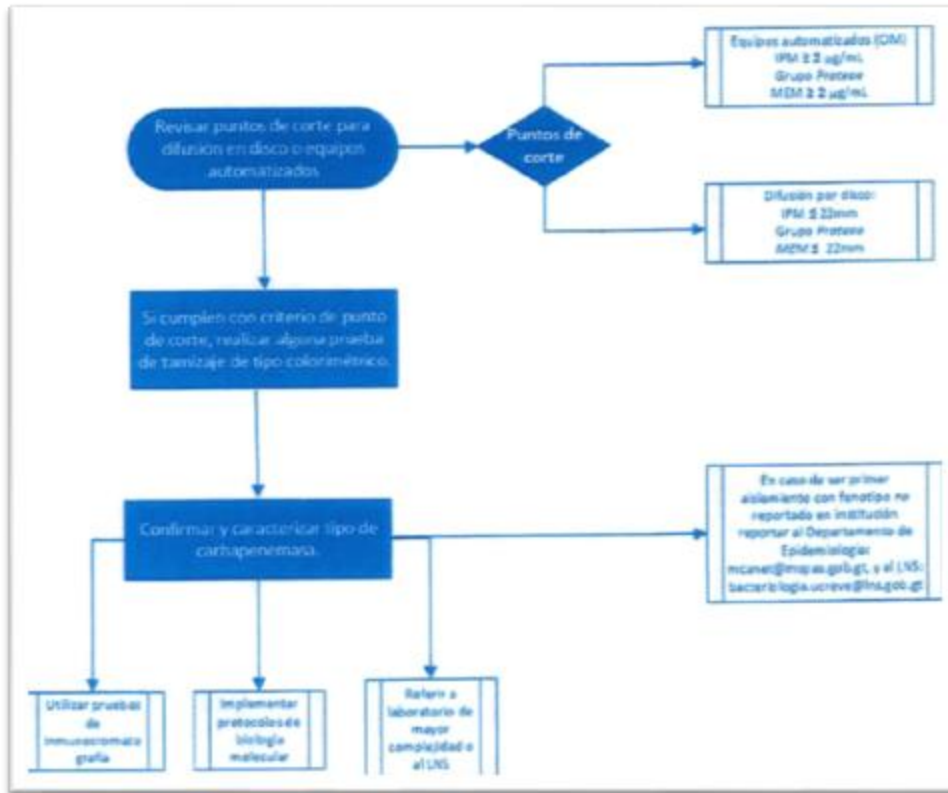 Revisar puntos de corte para
difusión en disco o equipos
automatizados
Puntos de
corte
Equipos automatizados (CIM)
IPM ≥ 2 µg/mL
Grupo Proteae
MEM ≥ 2 µg/mL
Difusión por disco:
IPM ≤ 22mm
Grupo Proteae
MEM ≤ 22mm
Si cumplen con criterio de punto
de corte, realizar alguna prueba
de tamizaje de tipo colorimétrico.
Confirmar y caracterizar tipo de
carbapenemasa.
En caso de ser primer
aislamiento con fenotipo no
reportado en institución
reportar al Departamento de
Epidemiología:
y al LNS:
bacteriologia.ucreve@lns.gob.gt
Utilizar pruebas
de
inmunocromato
grafía
Implementar
protocolos de
biología
molecular
Referir a
laboratorio de
mayor
complejidad o
al LNS